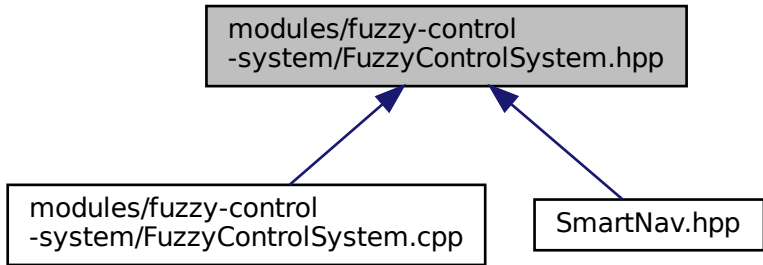 modules/fuzzy-control
-system/FuzzyControlSystem.hpp
modules/fuzzy-control
-system/FuzzyControlSystem.cpp
SmartNav.hpp